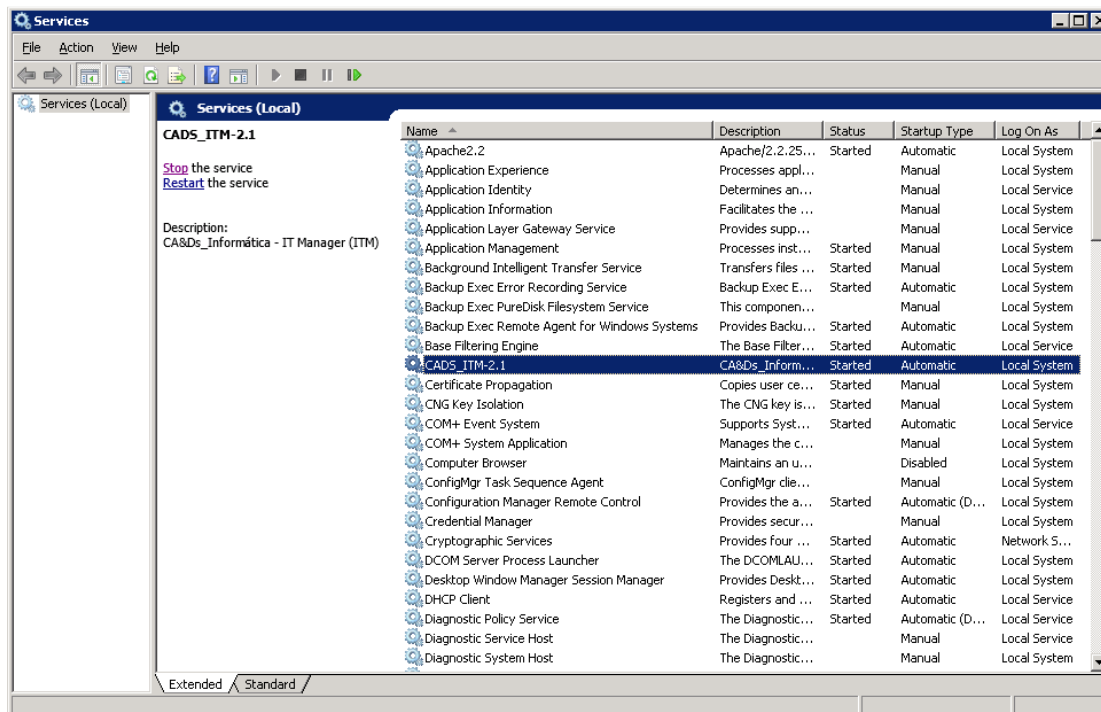 Services
File Action View Help
Services (Local)
Services (Local)
CADS_ITM-2.1
Stop the service
Restart the service
Description:
CA&Ds_Informática - IT Manager (ITM)
Name Description Status Startup Type Log On As
Apache2.2 Apache/2.2.25... Started Automatic Local System
Application Experience Processes appl... Manual Local System
Application Identity Determines an... Manual Local Service
Application Information Facilitates the ... Manual Local System
Application Layer Gateway Service Provides supp... Manual Local Service
Application Management Processes inst... Started Manual Local System
Background Intelligent Transfer Service Transfers files ... Started Manual Local System
Backup Exec Error Recording Service Backup Exec E... Started Automatic Local System
Backup Exec PureDisk Filesystem Service This componen... Manual Local System
Backup Exec Remote Agent for Windows Systems Provides Backu... Started Automatic Local System
Base Filtering Engine The Base Filter... Started Automatic Local Service
CADS_ITM-2.1 CA&Ds_Inform... Started Automatic Local System
Certificate Propagation Copies user ce... Started Manual Local System
CNG Key Isolation The CNG key is... Started Manual Local System
COM+ Event System Supports Syst... Started Automatic Local Service
COM+ System Application Manages the c... Manual Local System
Computer Browser Maintains an u... Disabled Local System
ConfigMgr Task Sequence Agent ConfigMgr clie... Manual Local System
Configuration Manager Remote Control Provides the a... Started Automatic (D... Local System
Credential Manager Provides secur... Manual Local System
Cryptographic Services Provides four ... Started Automatic Network S...
DCOM Server Process Launcher The DCOMLAU... Started Automatic Local System
Desktop Window Manager Session Manager Provides Deskt... Started Automatic Local System
DHCP Client Registers and ... Started Automatic Local Service
Diagnostic Policy Service The Diagnostic... Started Automatic (D... Local Service
Diagnostic Service Host The Diagnostic... Manual Local Service
Diagnostic System Host The Diagnostic... Manual Local System
Extended Standard